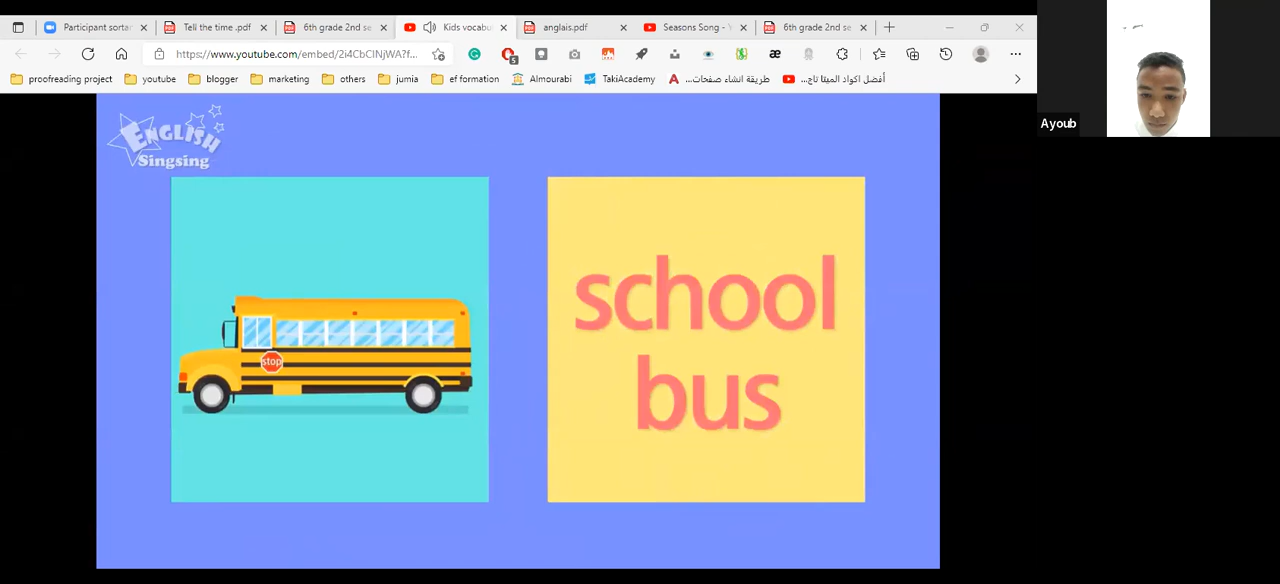 Participant sortar
Tell the time .pdf
6th grade 2nd se
Kids vocabu
anglais.pdf
Seasons Song - 
6th grade 2nd se
https://www.youtube.com/embed/2i4CbClNjWA?f...
5
proofreading project
youtube
blogger
marketing
others
jumia
ef formation
Almourabi
TakiAcademy
طريقة انشاء صفحات...
أفضل اكواد الميتا تاج...
Ayoub
ENGLISH
Singsing
stop
school
bus